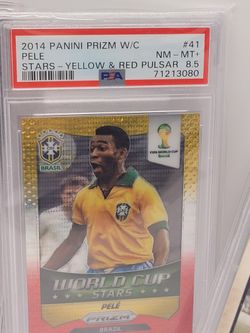 2014 PANINI PRIZM W/C #41
PELE NM - MT+
STARS - YELLOW & RED PULSAR 8.5
PSA 71213080
BRASIL
FIFA WORLD CUP
Brasil
WORLD CUP
STARS
PELÉ
PRIZM
BRAZIL